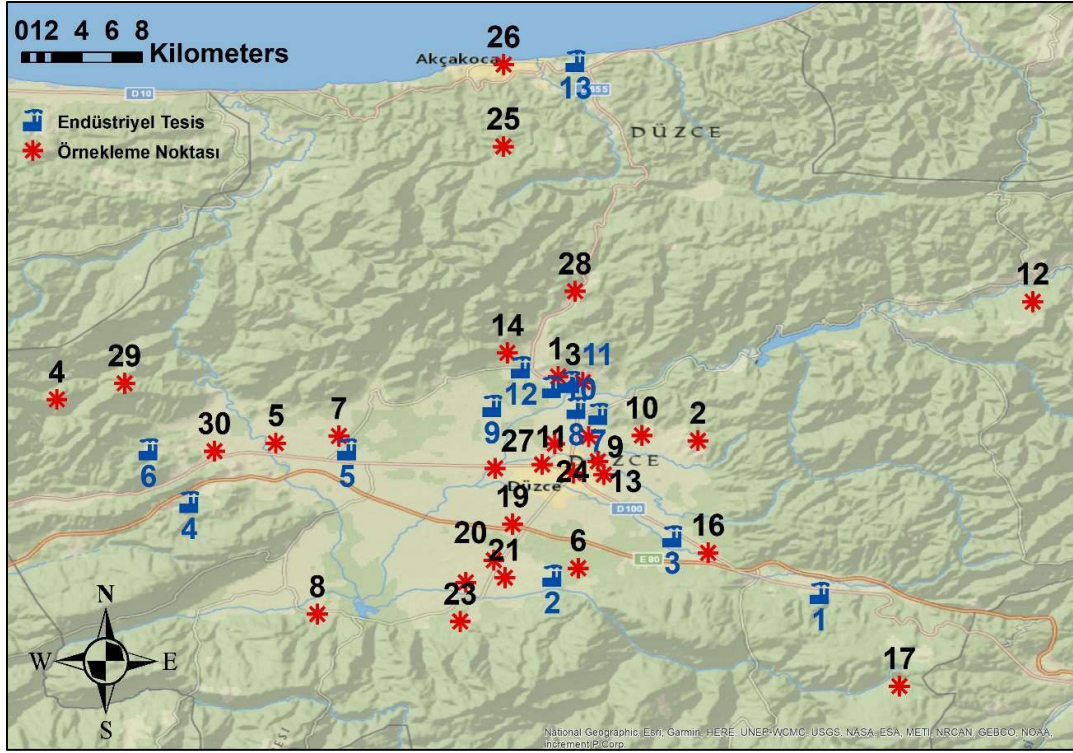 012 4 6 8
Kilometers
Endüstriyel Tesis
Örnekleme Noktası
26
Akçakoca
13
D10
655
25
DÜZCE
28
12
14
1
3
11
4
29
12
10
30
5
7
9
8
7
10
2
6
5
27
11
9
DÜZCE
4
24
13
Düzce
19
D100
20
21
6
3
16
E 80
8
23
2
1
N
W
E
S
17
National Geographic, Esri, Garmin, HERE, UNEP-WCMC, USGS, NASA, ESA, METI, NRCAN, GEBCO, NOAA,
increment P Corp.